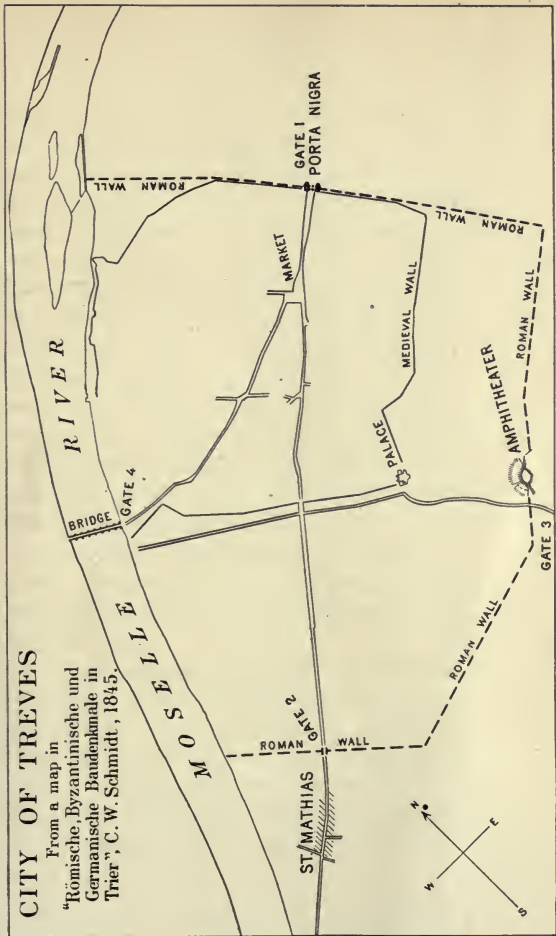 CITY OF TREVES
From a map in
"Römische, Byzantinische und
Germanische Baudenkmale in
Trier", C. W. Schmidt, 1845.
MOSELLE
RIVER
BRIDGE
GATE 4
ROMAN WALL
GATE 1
PORTA NIGRA
MARKET
MEDIEVAL WALL
ROMAN WALL
PALACE
AMPHITHEATER
ROMAN WALL
GATE 3
ROMAN WALL
GATE 2
ROMAN WALL
ST. MATHIAS
N
E
S
W